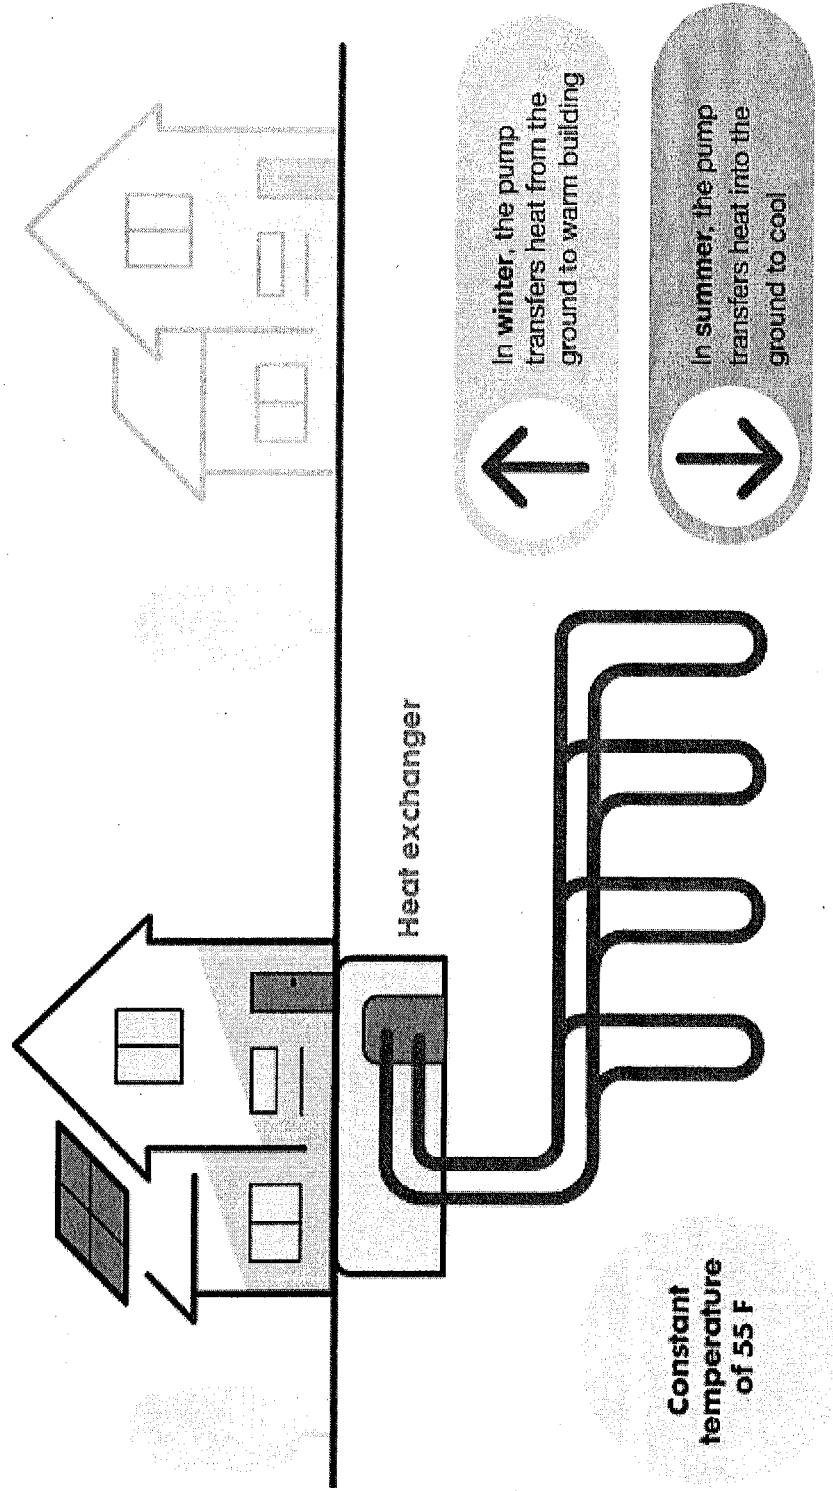 Heat exchanger
Constant
temperature
of 55 F
In winter, the pump
transfers heat from the
ground to warm building
In summer, the pump
transfers heat into the
ground to cool